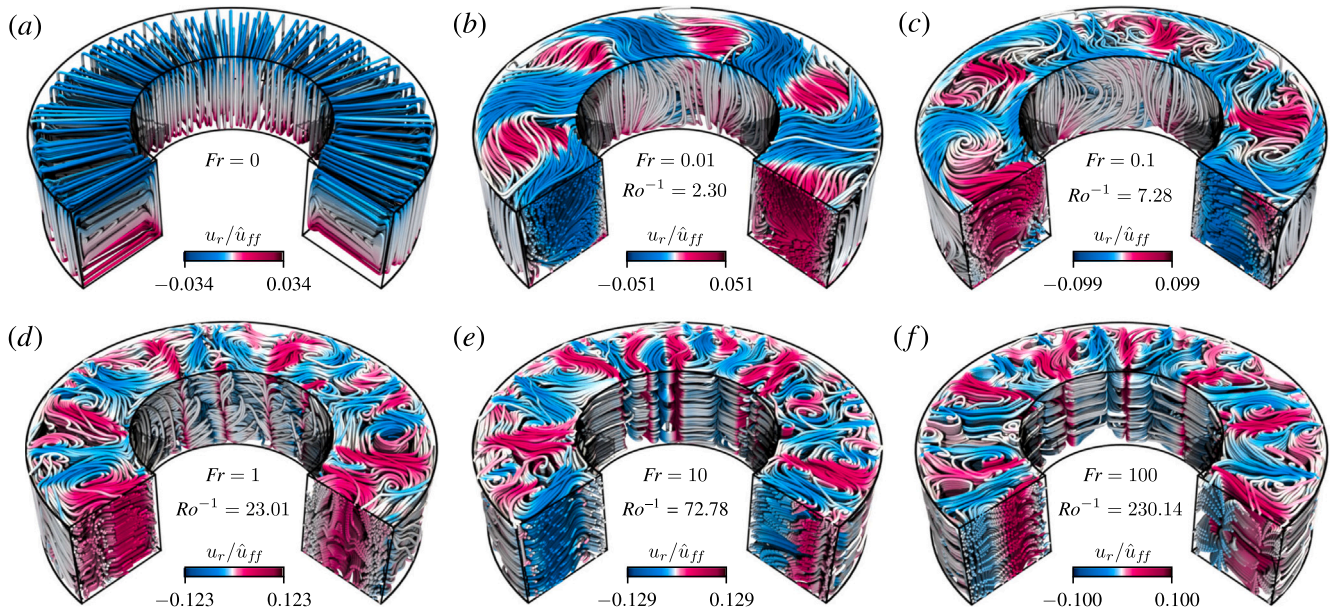 (a)
Fr = 0
u_r/û_ff
−0.034 0.034
(b)
Fr = 0.01
Ro⁻¹ = 2.30
u_r/û_ff
−0.051 0.051
(c)
Fr = 0.1
Ro⁻¹ = 7.28
u_r/û_ff
−0.099 0.099
(d)
Fr = 1
Ro⁻¹ = 23.01
u_r/û_ff
−0.123 0.123
(e)
Fr = 10
Ro⁻¹ = 72.78
u_r/û_ff
−0.129 0.129
(f)
Fr = 100
Ro⁻¹ = 230.14
u_r/û_ff
−0.100 0.100